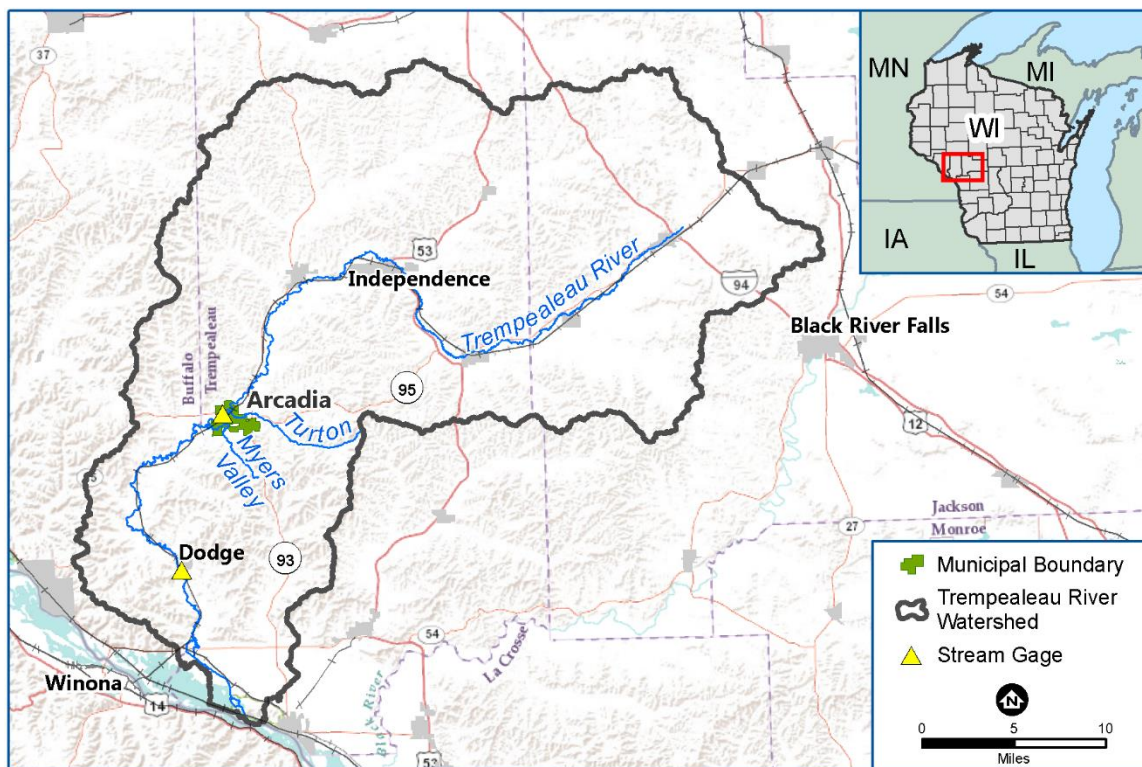 37
MN
MI
WI
IA
IL
53
Independence
Trempealeau River
94
54
Black River Falls
Buffalo
Trempealeau
95
Arcadia
Turton
Myers
Valley
12
Jackson
Monroe
27
Dodge
93
54
La Crosse
Black River
Winona
14
53
Municipal Boundary
Trempealeau River
Watershed
Stream Gage
N
0
5
10
Miles